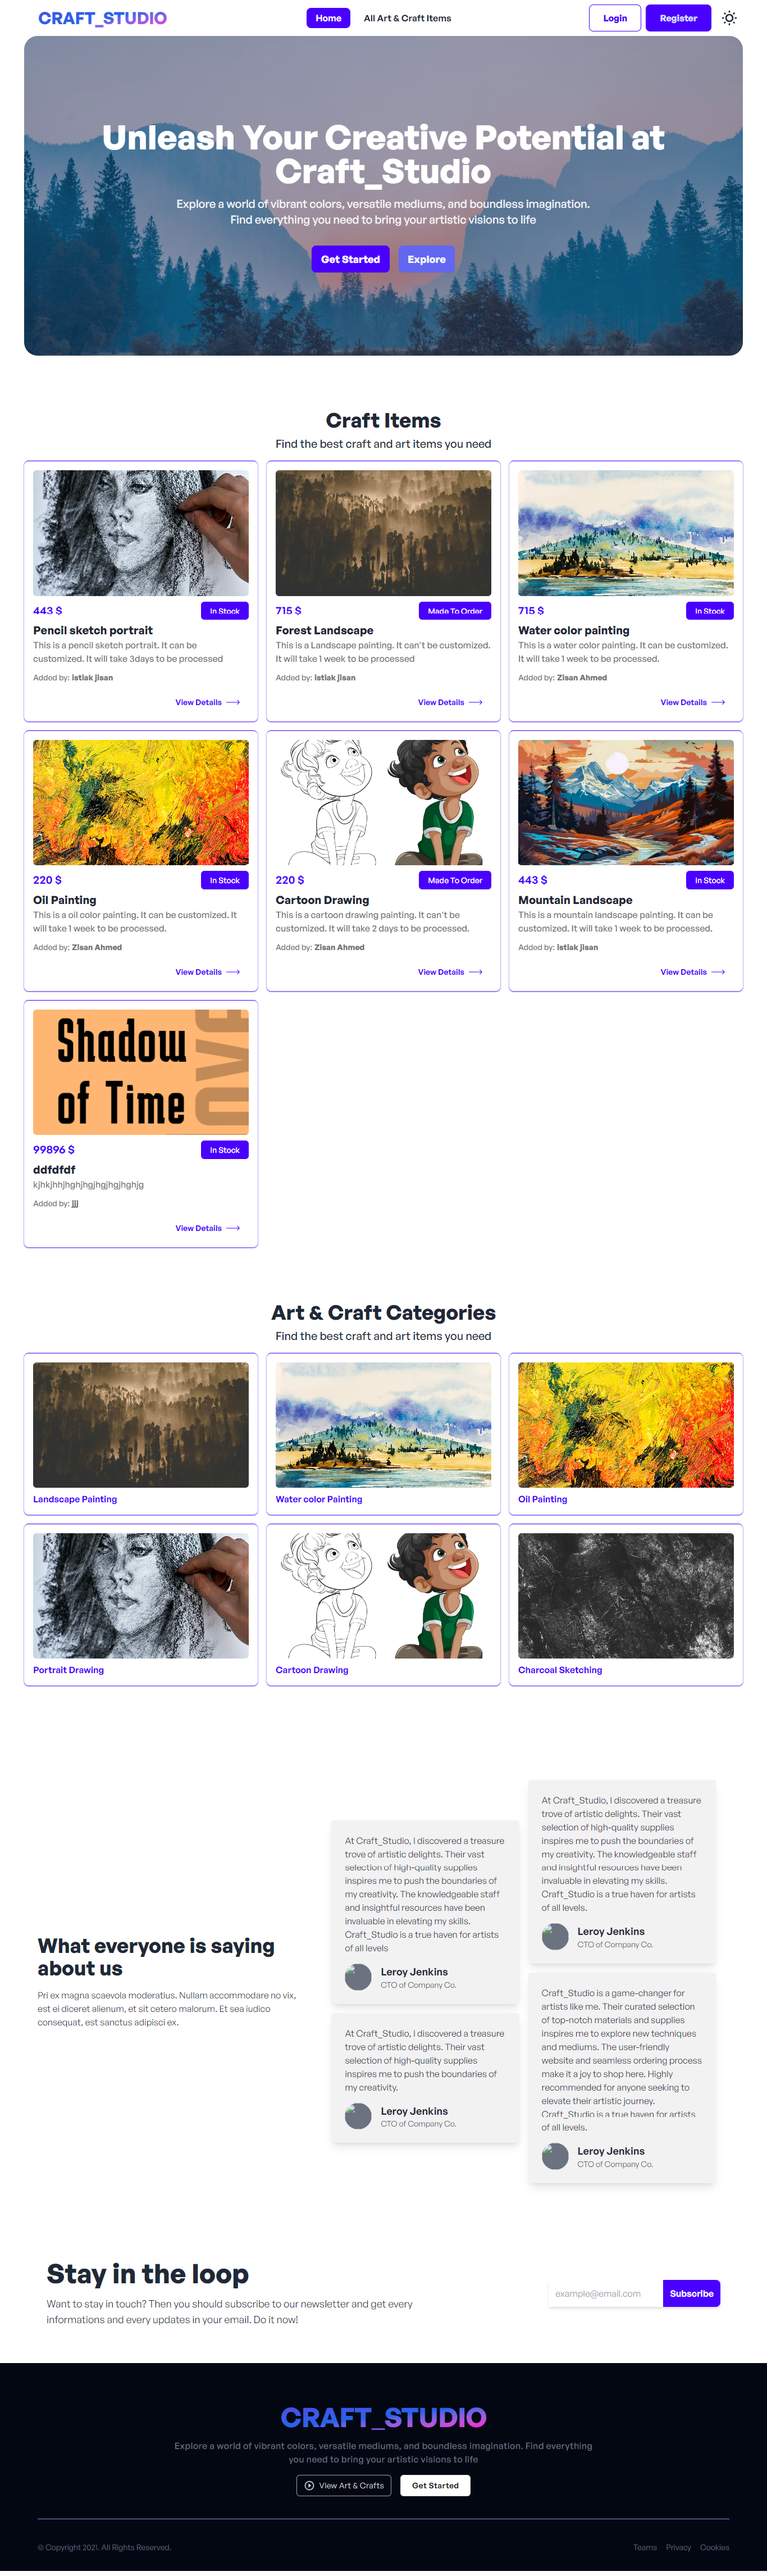 CRAFT_STUDIO
Home
All Art & Craft Items
Login
Register
Unleash Your Creative Potential at
Craft_Studio
Explore a world of vibrant colors, versatile mediums, and boundless imagination.
Find everything you need to bring your artistic visions to life
Get Started
Explore
Craft Items
Find the best craft and art items you need
443 $
In Stock
Pencil sketch portrait
This is a pencil sketch portrait. It can be
customized. It will take 3days to be processed
Added by: istiak jisan
View Details
715 $
Made To Order
Forest Landscape
This is a Landscape painting. It can't be customized.
It will take 1 week to be processed
Added by: istiak jisan
View Details
715 $
In Stock
Water color painting
This is a water color painting. It can be customized.
It will take 1 week to be processed.
Added by: Zisan Ahmed
View Details
220 $
In Stock
Oil Painting
This is a oil color painting. It can be customized. It
will take 1 week to be processed.
Added by: Zisan Ahmed
View Details
220 $
Made To Order
Cartoon Drawing
This is a cartoon drawing painting. It can't be
customized. It will take 2 days to be processed.
Added by: Zisan Ahmed
View Details
443 $
In Stock
Mountain Landscape
This is a mountain landscape painting. It can be
customized. It will take 1 week to be processed.
Added by: istiak jisan
View Details
Shadow
of Time
99896 $
In Stock
ddfdfdf
kjhkjhhjhghjhgjhgjhgjhghjg
Added by: jjj
View Details
Art & Craft Categories
Find the best craft and art items you need
Landscape Painting
Water color Painting
Oil Painting
Portrait Drawing
Cartoon Drawing
Charcoal Sketching
What everyone is saying
about us
Pri ex magna scaevola moderatius. Nullam accommodare no vix,
est ei diceret alienum, et sit cetero malorum. Et sea iudico
consequat, est sanctus adipisci ex.
At Craft_Studio, I discovered a treasure
trove of artistic delights. Their vast
selection of high-quality supplies
inspires me to push the boundaries of
my creativity. The knowledgeable staff
and insightful resources have been
invaluable in elevating my skills.
Craft_Studio is a true haven for artists
of all levels
Leroy Jenkins
CTO of Company Co.
At Craft_Studio, I discovered a treasure
trove of artistic delights. Their vast
selection of high-quality supplies
inspires me to push the boundaries of
my creativity.
Leroy Jenkins
CTO of Company Co.
At Craft_Studio, I discovered a treasure
trove of artistic delights. Their vast
selection of high-quality supplies
inspires me to push the boundaries of
my creativity. The knowledgeable staff
and insightful resources have been
invaluable in elevating my skills.
Craft_Studio is a true haven for artists
of all levels.
Leroy Jenkins
CTO of Company Co.
Craft_Studio is a game-changer for
artists like me. Their curated selection
of top-notch materials and supplies
inspires me to explore new techniques
and mediums. The user-friendly
website and seamless ordering process
make it a joy to shop here. Highly
recommended for anyone seeking to
elevate their artistic journey.
Craft_Studio is a true haven for artists
of all levels.
Leroy Jenkins
CTO of Company Co.
Stay in the loop
Want to stay in touch? Then you should subscribe to our newsletter and get every
informations and every updates in your email. Do it now!
example@email.com
Subscribe
CRAFT_STUDIO
Explore a world of vibrant colors, versatile mediums, and boundless imagination. Find everything
you need to bring your artistic visions to life
View Art & Crafts
Get Started
© Copyright 2021. All Rights Reserved.
Teams
Privacy
Cookies